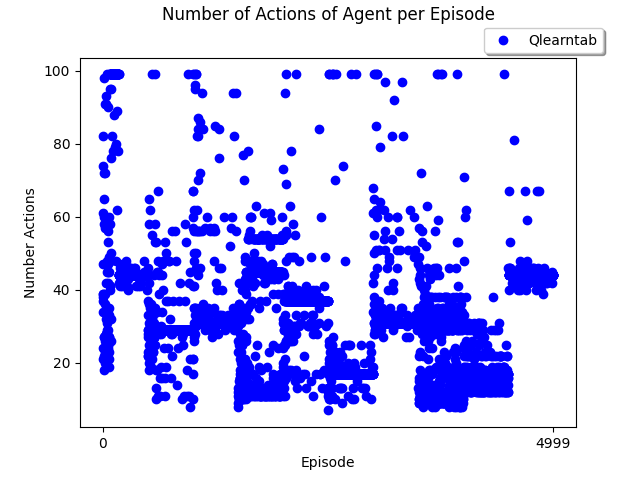 Number of Actions of Agent per Episode
Qlearntab
100
80
60
40
20
Number Actions
0
4999
Episode